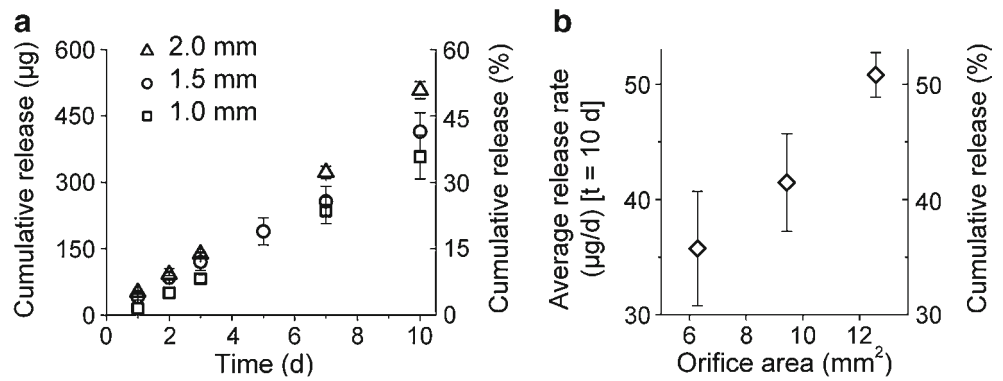 a
2.0 mm
1.5 mm
1.0 mm
Cumulative release (µg)
600
450
300
150
0
0 2 4 6 8 10
Time (d)
60
45
30
15
0
Cumulative release (%)
b
Average release rate
(µg/d) [t = 10 d]
50
40
30
6 8 10 12
Orifice area (mm²)
50
40
30
Cumulative release (%)